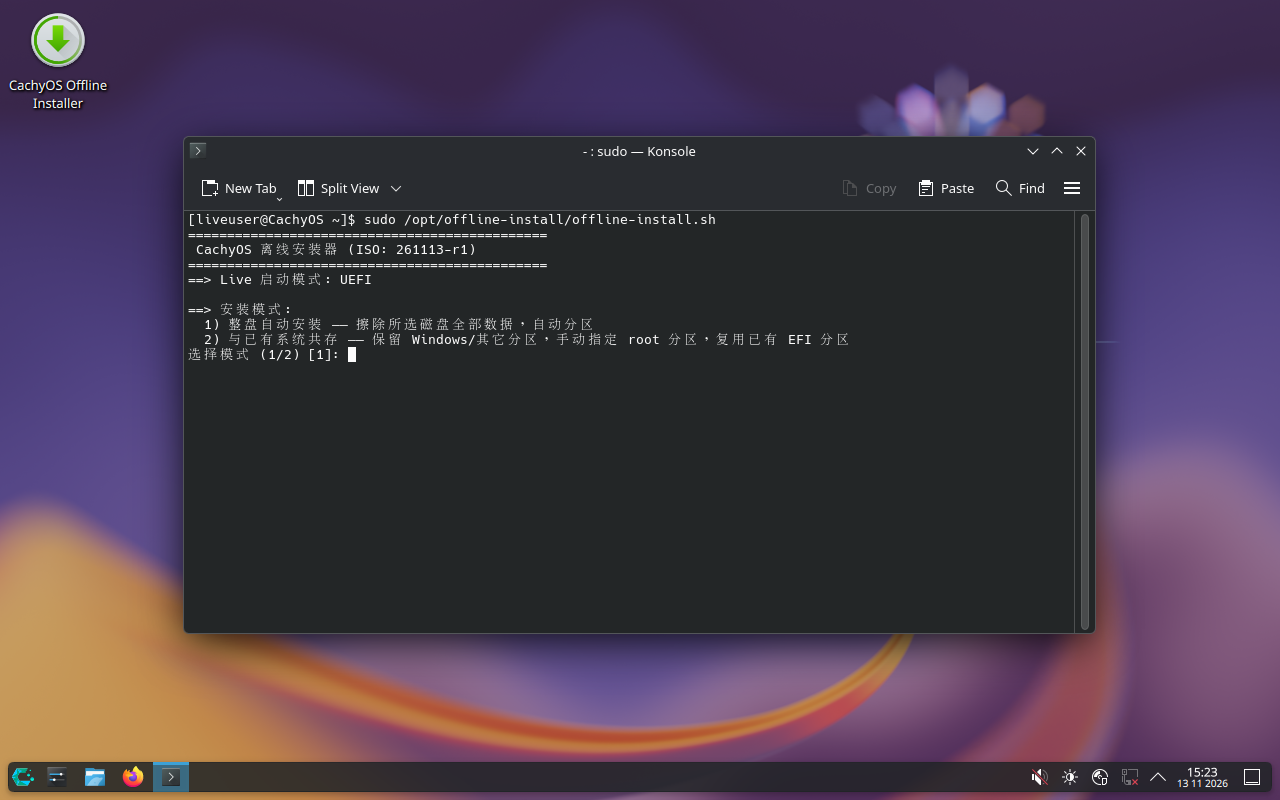 CachyOS Offline
Installer
- : sudo — Konsole
New Tab
Split View
Copy
Paste
Find
[liveuser@CachyOS ~]$ sudo /opt/offline-install/offline-install.sh
=============================================
CachyOS 离线安装器 (ISO: 261113-r1)
=============================================
==> Live 启动模式: UEFI
==> 安装模式:
1) 整盘自动安装 —— 擦除所选磁盘全部数据，自动分区
2) 与已有系统共存 —— 保留 Windows/其它分区，手动指定 root 分区，复用已有 EFI 分区
选择模式 (1/2) [1]:
15:23
13 11 2026